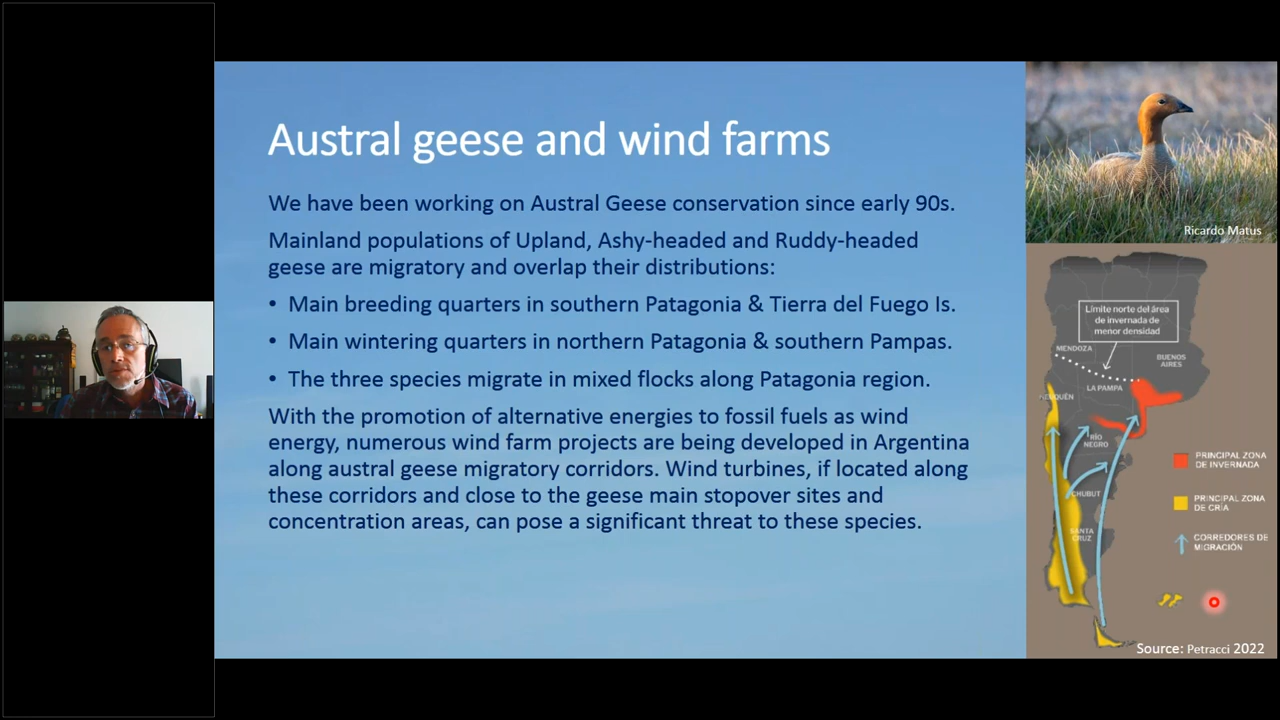 Austral geese and wind farms
We have been working on Austral Geese conservation since early 90s.
Mainland populations of Upland, Ashy-headed and Ruddy-headed
geese are migratory and overlap their distributions:
• Main breeding quarters in southern Patagonia & Tierra del Fuego Is.
• Main wintering quarters in northern Patagonia & southern Pampas.
• The three species migrate in mixed flocks along Patagonia region.
With the promotion of alternative energies to fossil fuels as wind
energy, numerous wind farm projects are being developed in Argentina
along austral geese migratory corridors. Wind turbines, if located along
these corridors and close to the geese main stopover sites and
concentration areas, can pose a significant threat to these species.
Ricardo Matus
Límite norte del área
de invernada de
menor densidad
MENDOZA
BUENOS
AIRES
LA PAMPA
RÍO
NEGRO
CHUBUT
SANTA
CRUZ
PRINCIPAL ZONA
DE INVERNADA
PRINCIPAL ZONA
DE CRÍA
CORREDORES DE
MIGRACIÓN
Source: Petracci 2022